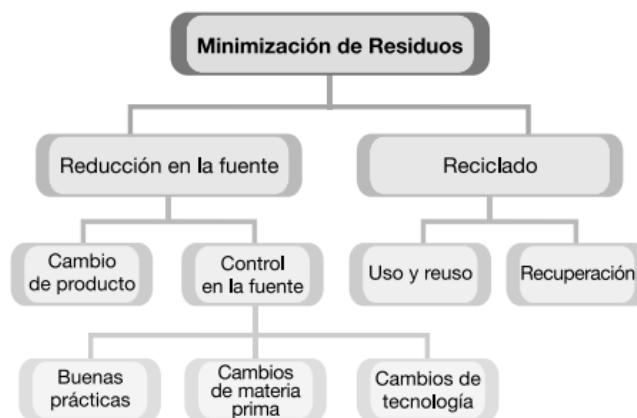 Minimización de Residuos
Reducción en la fuente
Reciclado
Cambio
de producto
Control
en la fuente
Uso y reuso
Recuperación
Buenas
prácticas
Cambios
de materia
prima
Cambios de
tecnología